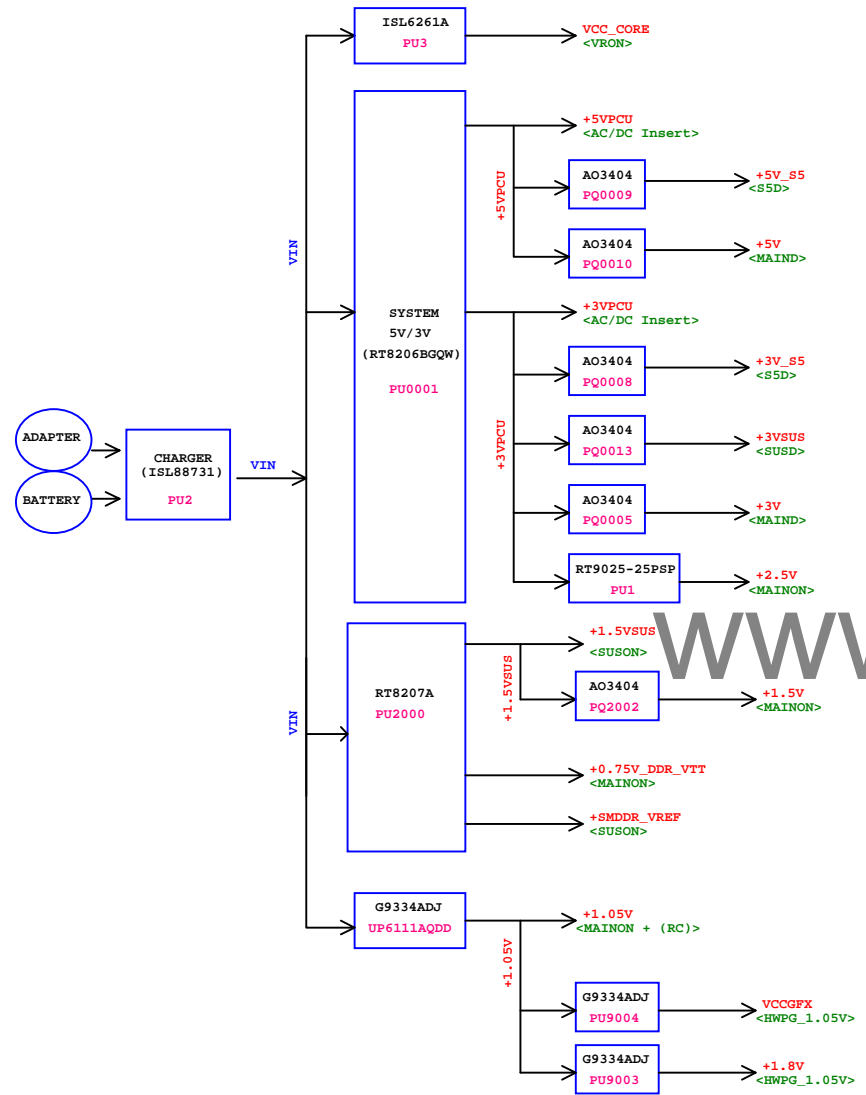 ISL6261A
PU3
VCC_CORE
<VRON>
+5VPCU
<AC/DC Insert>
+5VPCU
AO3404
PQ0009
+5V_S5
<S5D>
AO3404
PQ0010
+5V
<MAIND>
VIN
SYSTEM
5V/3V
(RT8206BGQW)
PU0001
+3VPCU
<AC/DC Insert>
+3VPCU
AO3404
PQ0008
+3V_S5
<S5D>
AO3404
PQ0013
+3VSUS
<SUSD>
AO3404
PQ0005
+3V
<MAIND>
RT9025-25PSP
PU1
+2.5V
<MAINON>
ADAPTER
BATTERY
CHARGER
(ISL88731)
PU2
VIN
VIN
RT8207A
PU2000
+1.5VSUS
<SUSON>
+1.5VSUS
AO3404
PQ2002
+1.5V
<MAINON>
+0.75V_DDR_VTT
<MAINON>
+SMDDR_VREF
<SUSON>
G9334ADJ
UP6111AQDD
+1.05V
<MAINON + (RC)>
+1.05V
G9334ADJ
PU9004
VCCGFX
<HWPG_1.05V>
G9334ADJ
PU9003
+1.8V
<HWPG_1.05V>